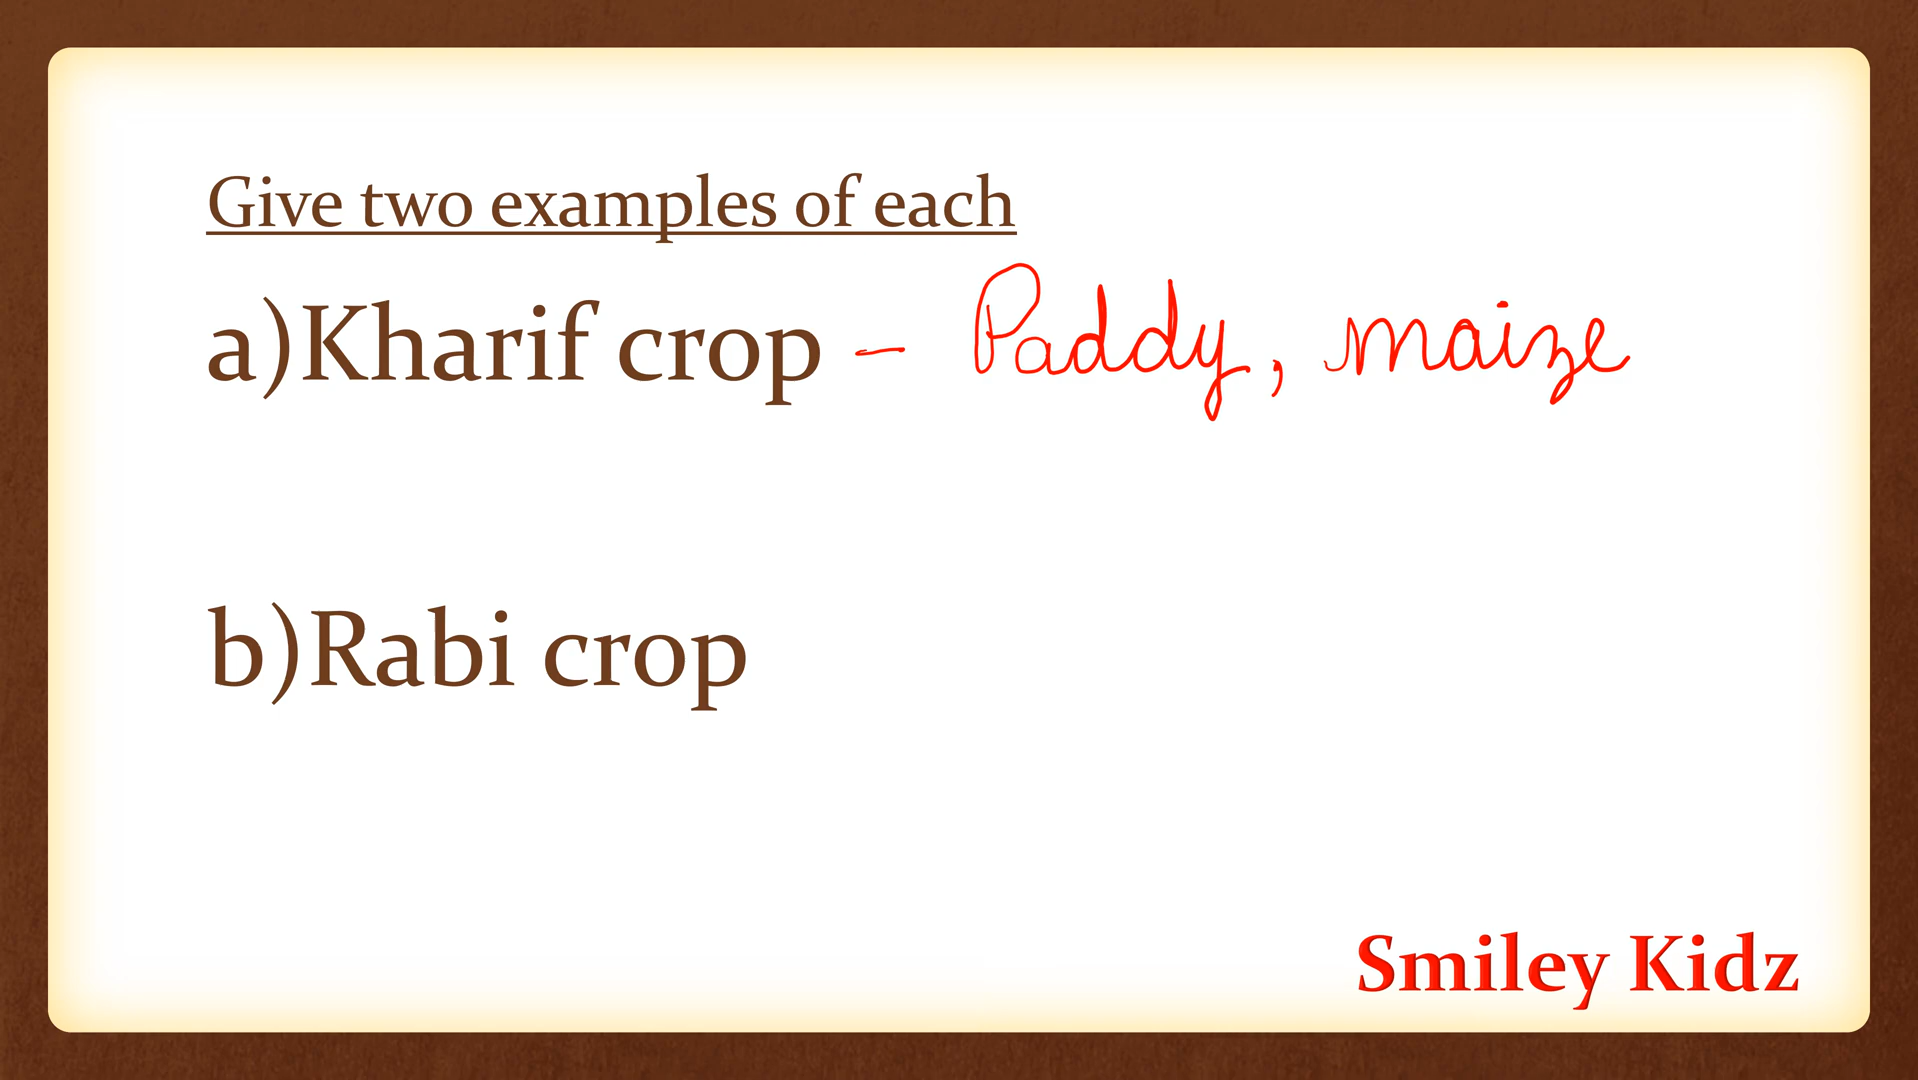 Give two examples of each
a)Kharif crop - Paddy, maize
b)Rabi crop
Smiley Kidz